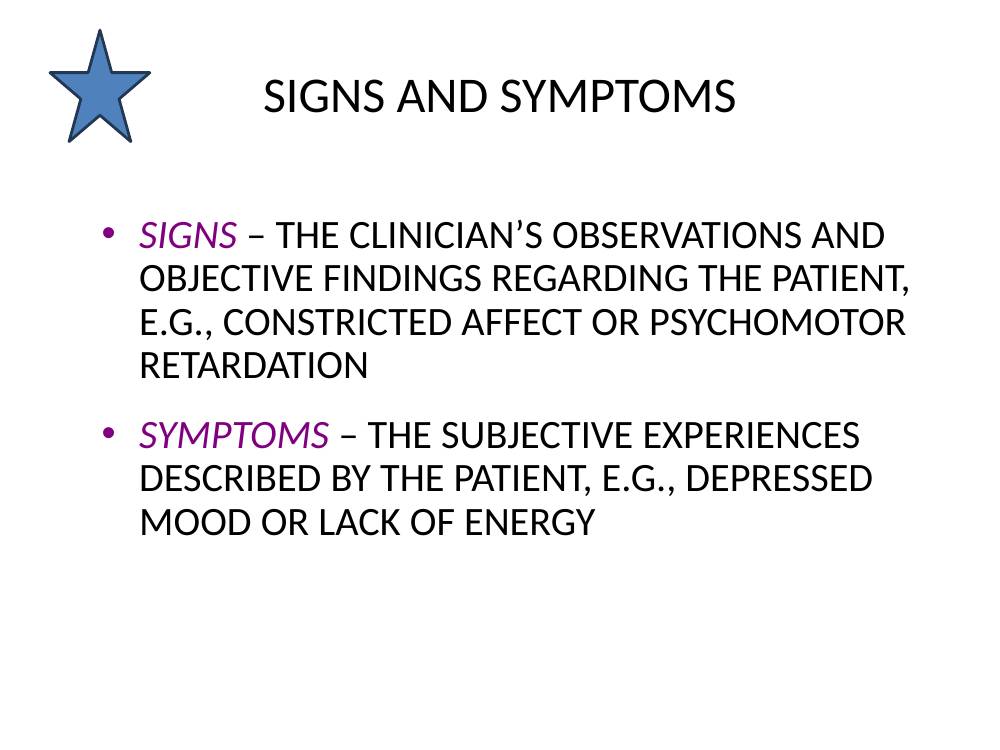 SIGNS AND SYMPTOMS
• SIGNS – THE CLINICIAN’S OBSERVATIONS AND
OBJECTIVE FINDINGS REGARDING THE PATIENT,
E.G., CONSTRICTED AFFECT OR PSYCHOMOTOR
RETARDATION
• SYMPTOMS – THE SUBJECTIVE EXPERIENCES
DESCRIBED BY THE PATIENT, E.G., DEPRESSED
MOOD OR LACK OF ENERGY